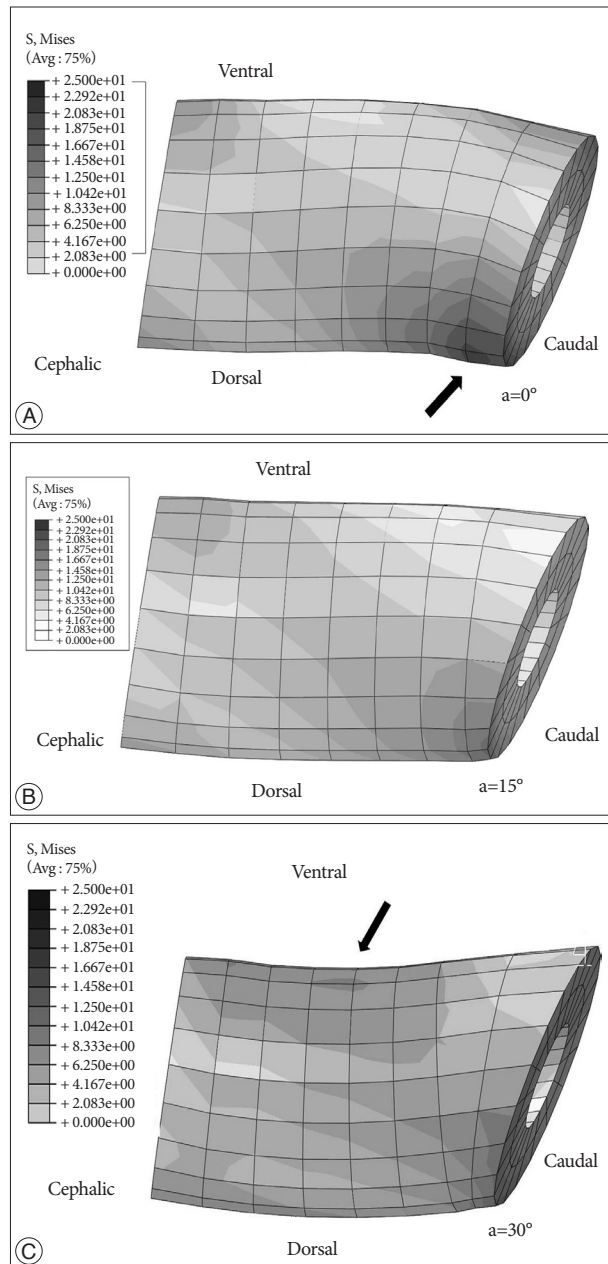 S, Mises
(Avg : 75%)
+ 2.500e+01
+ 2.292e+01
+ 2.083e+01
+ 1.875e+01
+ 1.667e+01
+ 1.458e+01
+ 1.250e+01
+ 1.042e+01
+ 8.333e+00
+ 6.250e+00
+ 4.167e+00
+ 2.083e+00
+ 0.000e+00
Ventral
Cephalic
Dorsal
Caudal
a=0°
A
S, Mises
(Avg : 75%)
+ 2.500e+01
+ 2.292e+01
+ 2.083e+01
+ 1.875e+01
+ 1.667e+01
+ 1.458e+01
+ 1.250e+01
+ 1.042e+01
+ 8.333e+00
+ 6.250e+00
+ 4.167e+00
+ 2.083e+00
+ 0.000e+00
Ventral
Cephalic
Caudal
Dorsal
a=15°
B
S, Mises
(Avg : 75%)
+ 2.500e+01
+ 2.292e+01
+ 2.083e+01
+ 1.875e+01
+ 1.667e+01
+ 1.458e+01
+ 1.250e+01
+ 1.042e+01
+ 8.333e+00
+ 6.250e+00
+ 4.167e+00
+ 2.083e+00
+ 0.000e+00
Ventral
Caudal
Cephalic
a=30°
Dorsal
C